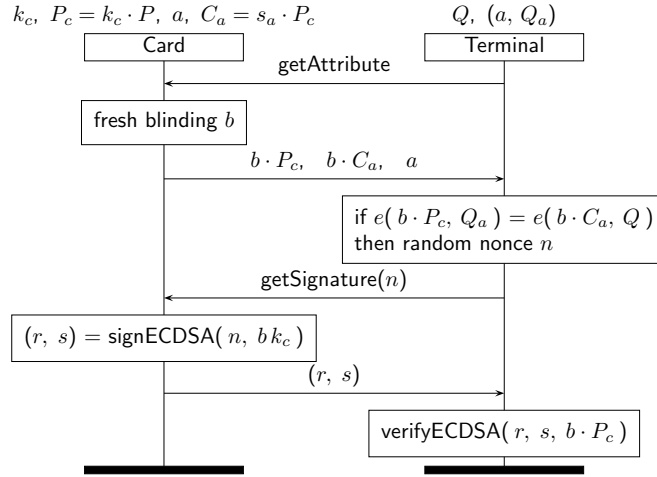 k_c, P_c = k_c · P, a, C_a = s_a · P_c
Q, (a, Q_a)
Card
Terminal
getAttribute
fresh blinding b
b · P_c, b · C_a, a
if e( b · P_c, Q_a ) = e( b · C_a, Q )
then random nonce n
getSignature(n)
(r, s) = signECDSA( n, b k_c )
(r, s)
verifyECDSA( r, s, b · P_c )